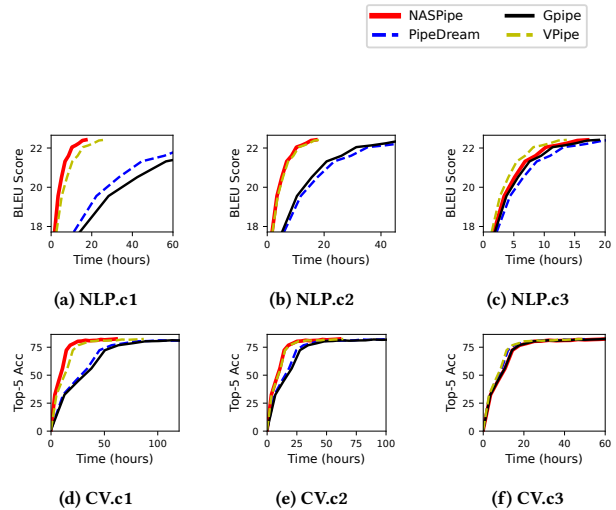 NASPipe
Gpipe
PipeDream
VPipe
BLEU Score
22
20
18
0
20
40
60
Time (hours)
(a) NLP.c1
BLEU Score
22
20
18
0
20
40
Time (hours)
(b) NLP.c2
BLEU Score
22
20
18
0
5
10
15
20
Time (hours)
(c) NLP.c3
Top-5 Acc
75
50
25
0
0
50
100
Time (hours)
(d) CV.c1
Top-5 Acc
75
50
25
0
0
25
50
75
100
Time (hours)
(e) CV.c2
Top-5 Acc
75
50
25
0
0
20
40
60
Time (hours)
(f) CV.c3